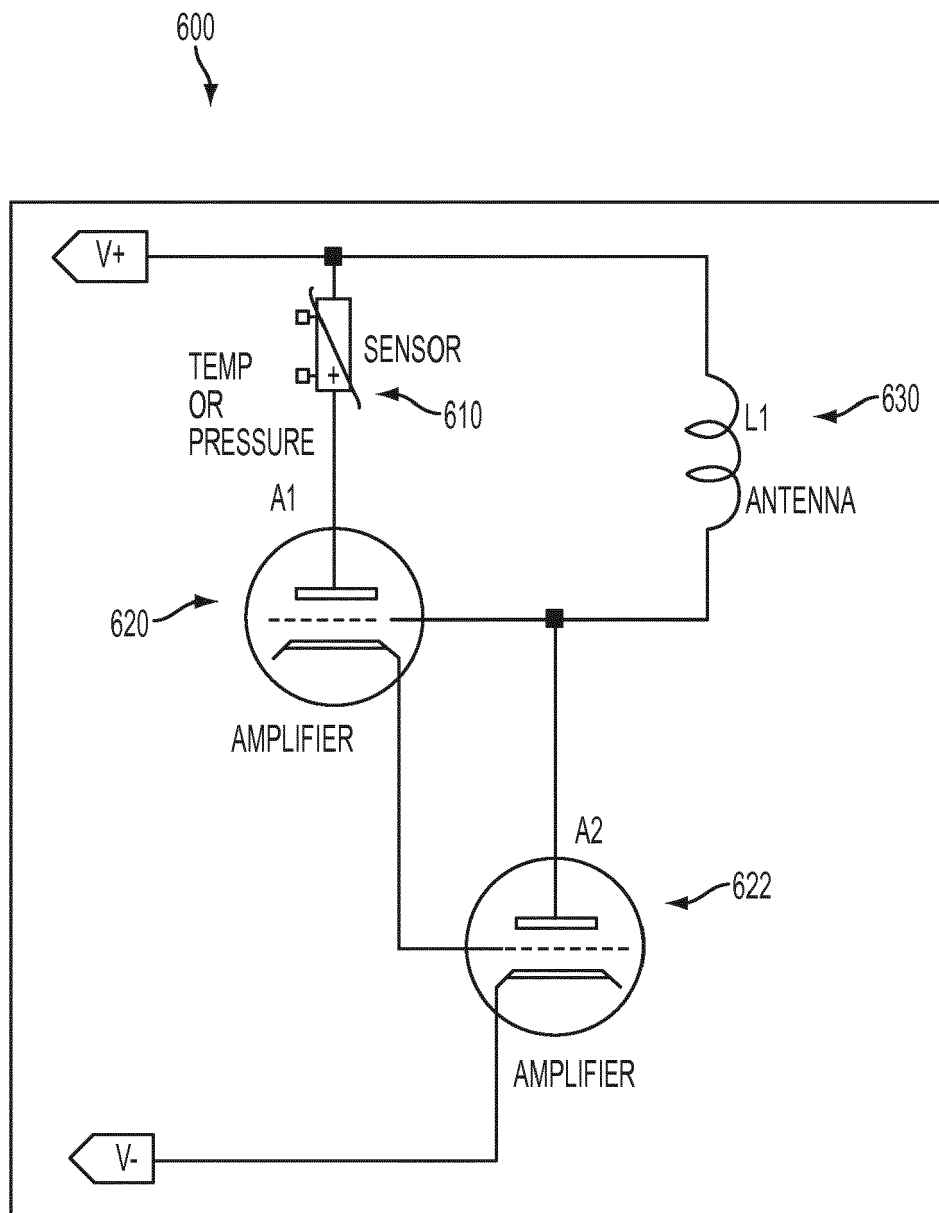 600
V+
SENSOR
TEMP
OR
PRESSURE
+
610
L1
630
ANTENNA
A1
620
AMPLIFIER
A2
622
AMPLIFIER
V-